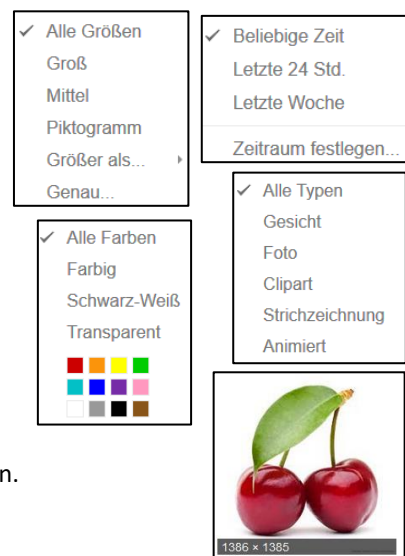 Alle Größen
Groß
Mittel
Piktogramm
Größer als...
Genau...
Beliebige Zeit
Letzte 24 Std.
Letzte Woche
Zeitraum festlegen...
Alle Farben
Farbig
Schwarz-Weiß
Transparent
Alle Typen
Gesicht
Foto
Clipart
Strichzeichnung
Animiert
n.
1386 × 1385